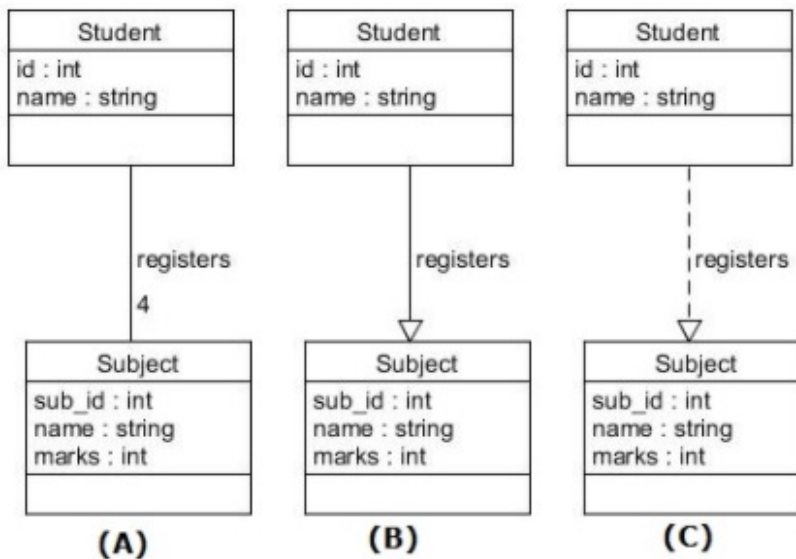 Student
id : int
name : string
registers
4
Subject
sub_id : int
name : string
marks : int
(A)
Student
id : int
name : string
registers
Subject
sub_id : int
name : string
marks : int
(B)
Student
id : int
name : string
registers
Subject
sub_id : int
name : string
marks : int
(C)